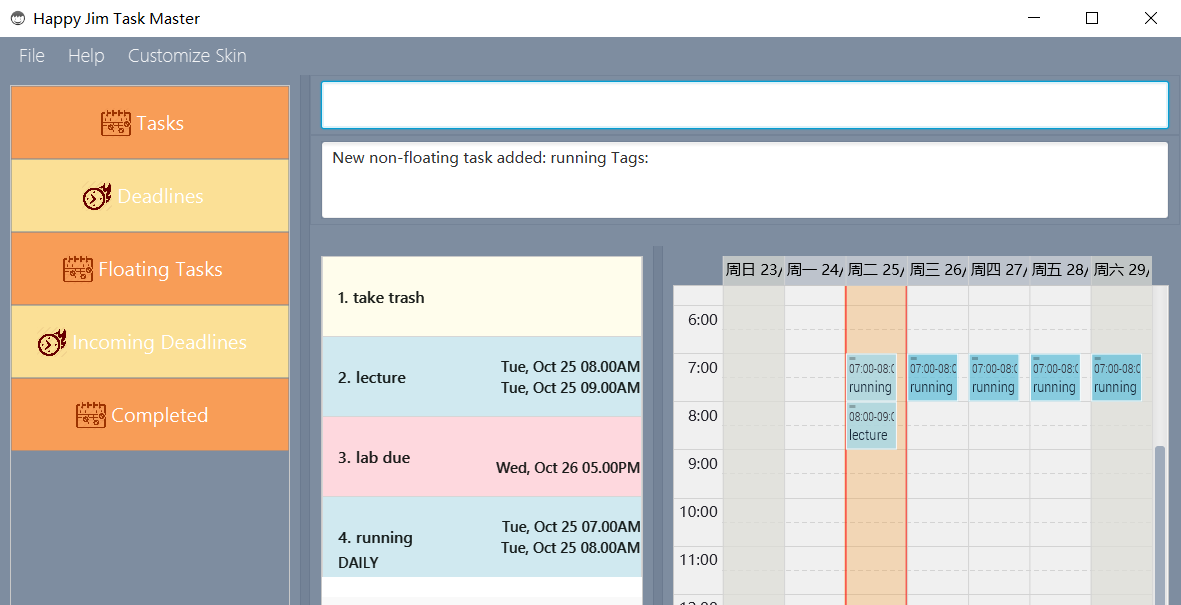 Happy Jim Task Master
File Help Customize Skin
Tasks
Deadlines
Floating Tasks
Incoming Deadlines
Completed
New non-floating task added: running Tags:
1. take trash
2. lecture
Tue, Oct 25 08.00AM
Tue, Oct 25 09.00AM
3. lab due
Wed, Oct 26 05.00PM
4. running
DAILY
Tue, Oct 25 07.00AM
Tue, Oct 25 08.00AM
周日 23/ 周一 24/ 周二 25/ 周三 26/ 周四 27/ 周五 28/ 周六 29/
6:00
7:00
07:00-08:0 07:00-08:0 07:00-08:0 07:00-08:0 07:00-08:0
running running running running running
8:00
08:00-09:0
lecture
9:00
10:00
11:00